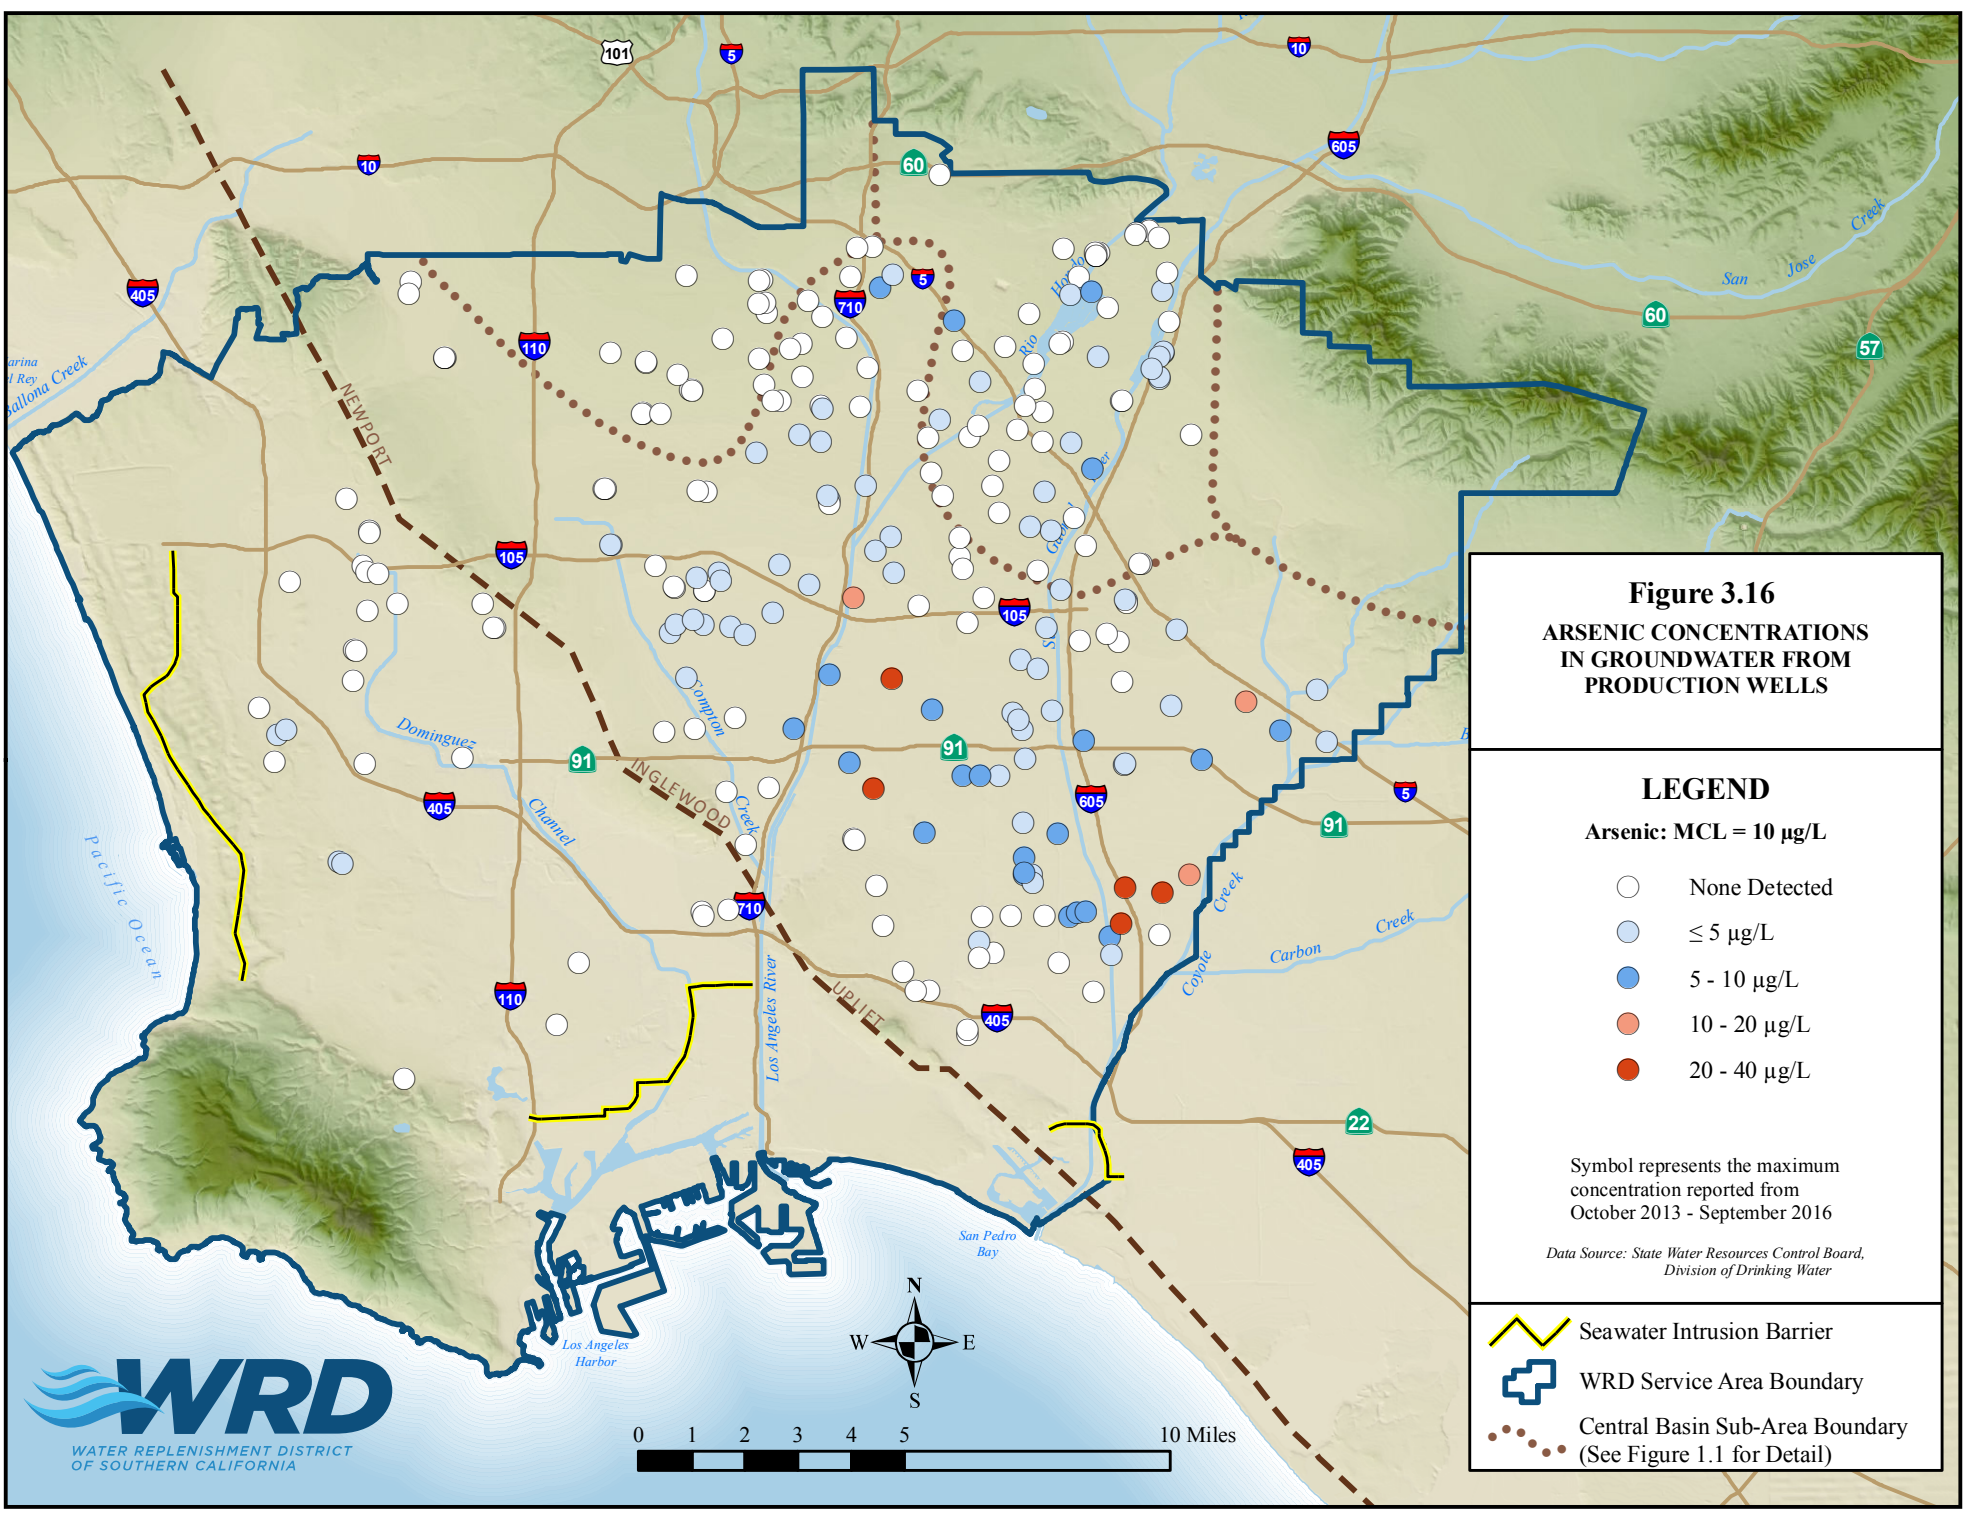 101
5
10
10
60
605
405
5
710
110
Rio
Hondo
San
Jose
Creek
60
57
Ballona Creek
NEWPORT
105
105
Compton
Creek
Dominguez
Channel
91
91
INGLEWOOD
605
5
91
405
710
Pacific Ocean
110
Los Angeles River
UPLIFT
405
Coyote
Creek
Carbon
Creek
22
405
San Pedro
Bay
Los Angeles
Harbor
N
W
E
S
0 1 2 3 4 5 10 Miles
WRD
WATER REPLENISHMENT DISTRICT
OF SOUTHERN CALIFORNIA
Figure 3.16
ARSENIC CONCENTRATIONS
IN GROUNDWATER FROM
PRODUCTION WELLS
LEGEND
Arsenic: MCL = 10 µg/L
None Detected
≤ 5 µg/L
5 - 10 µg/L
10 - 20 µg/L
20 - 40 µg/L
Symbol represents the maximum
concentration reported from
October 2013 - September 2016
Data Source: State Water Resources Control Board,
Division of Drinking Water
Seawater Intrusion Barrier
WRD Service Area Boundary
Central Basin Sub-Area Boundary
(See Figure 1.1 for Detail)